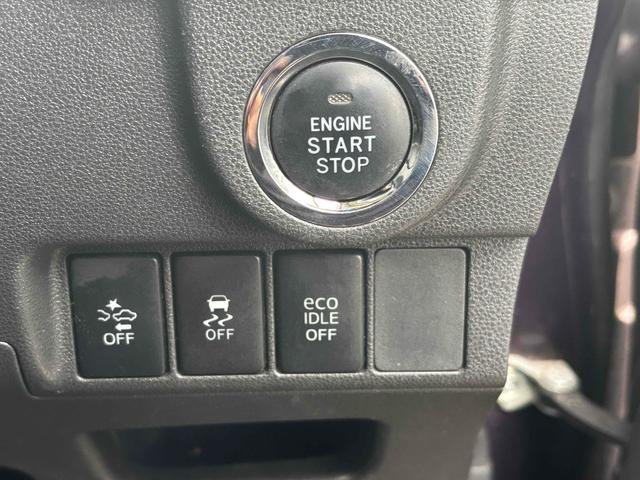 ENGINE
START
STOP
OFF
OFF
eco
IDLE
OFF